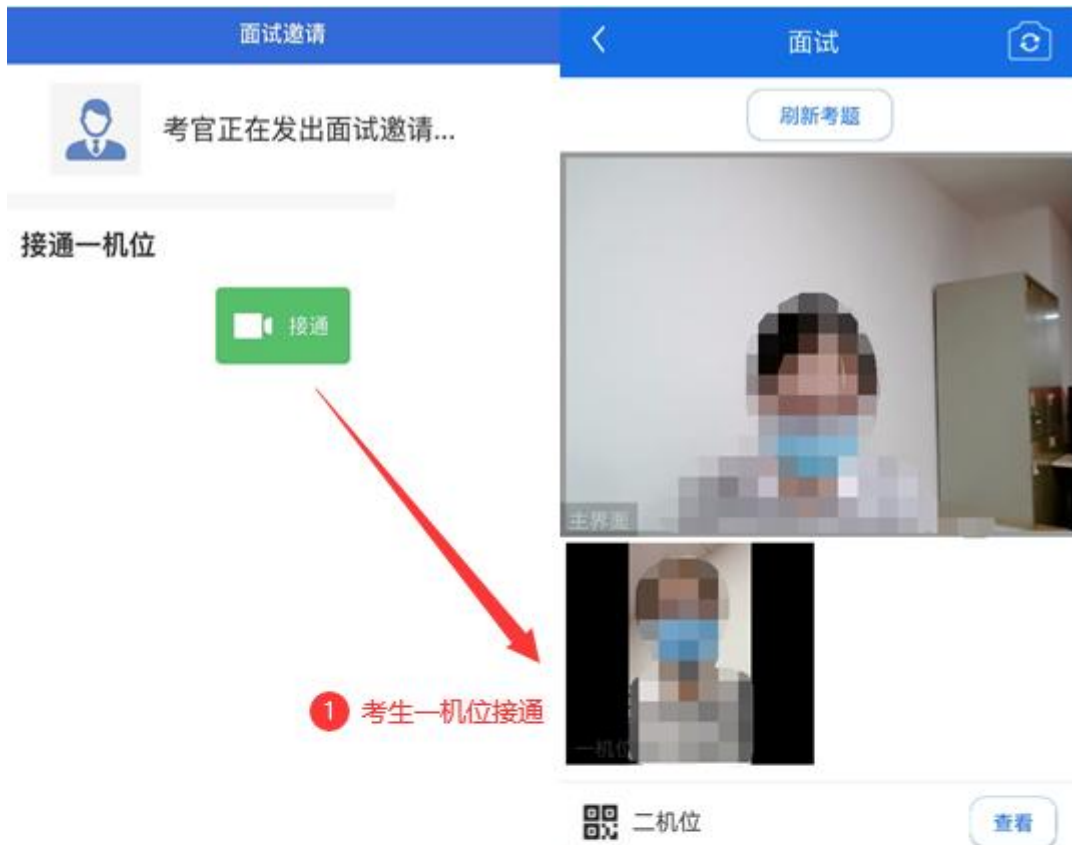 面试邀请
考官正在发出面试邀请...
接通一机位
接通
1 考生一机位接通
面试
刷新考题
主界面
一机位
二机位
查看